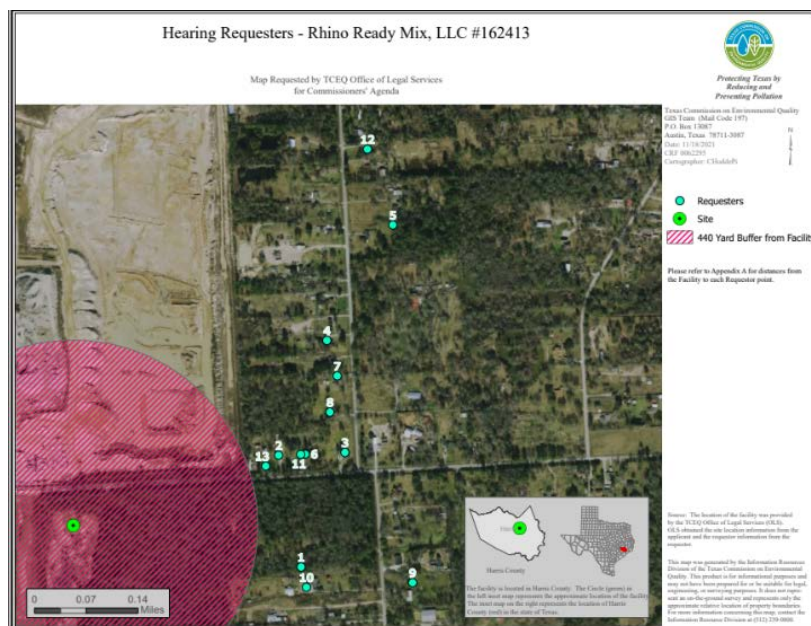 Hearing Requesters - Rhino Ready Mix, LLC #162413
Map Requested by TCEQ Office of Legal Services
for Commissioners' Agenda
Protecting Texas by
Reducing and
Preventing Pollution
Texas Commission on Environmental Quality
GIS Team (Mail Code 197)
P.O. Box 13087
Austin, Texas 78711-3087
Date: 11/18/2021
CRF 0062295
Cartographer:
Requesters
Site
440 Yard Buffer from Facilit
Please refer to Appendix A for distances from
the Facility to each Requestor point.
12
5
4
7
8
3
2
6
11
13
1
10
9
0 0.07 0.14
Miles
Harris County
The facility is located in Harris County. The Circle (green) in
the left inset map represents the approximate location of the facility.
The inset map on the right represents the location of Harris
County (red) in the state of Texas.
Source: The location of the facility was provided
by the TCEQ Office of Legal Services (OLS).
OLS obtained the site location information from the
applicant and the requestor information from the
requestor.
This map was generated by the Information Resources
Division of the Texas Commission on Environmental
Quality. This product is for informational purposes and
may not have been prepared for or be suitable for legal,
engineering, or surveying purposes. It does not repre-
sent an on-the-ground survey and represents only the
approximate relative location of property boundaries.
For more information concerning this map, contact the
Information Resource Division at (512) 239-0800.